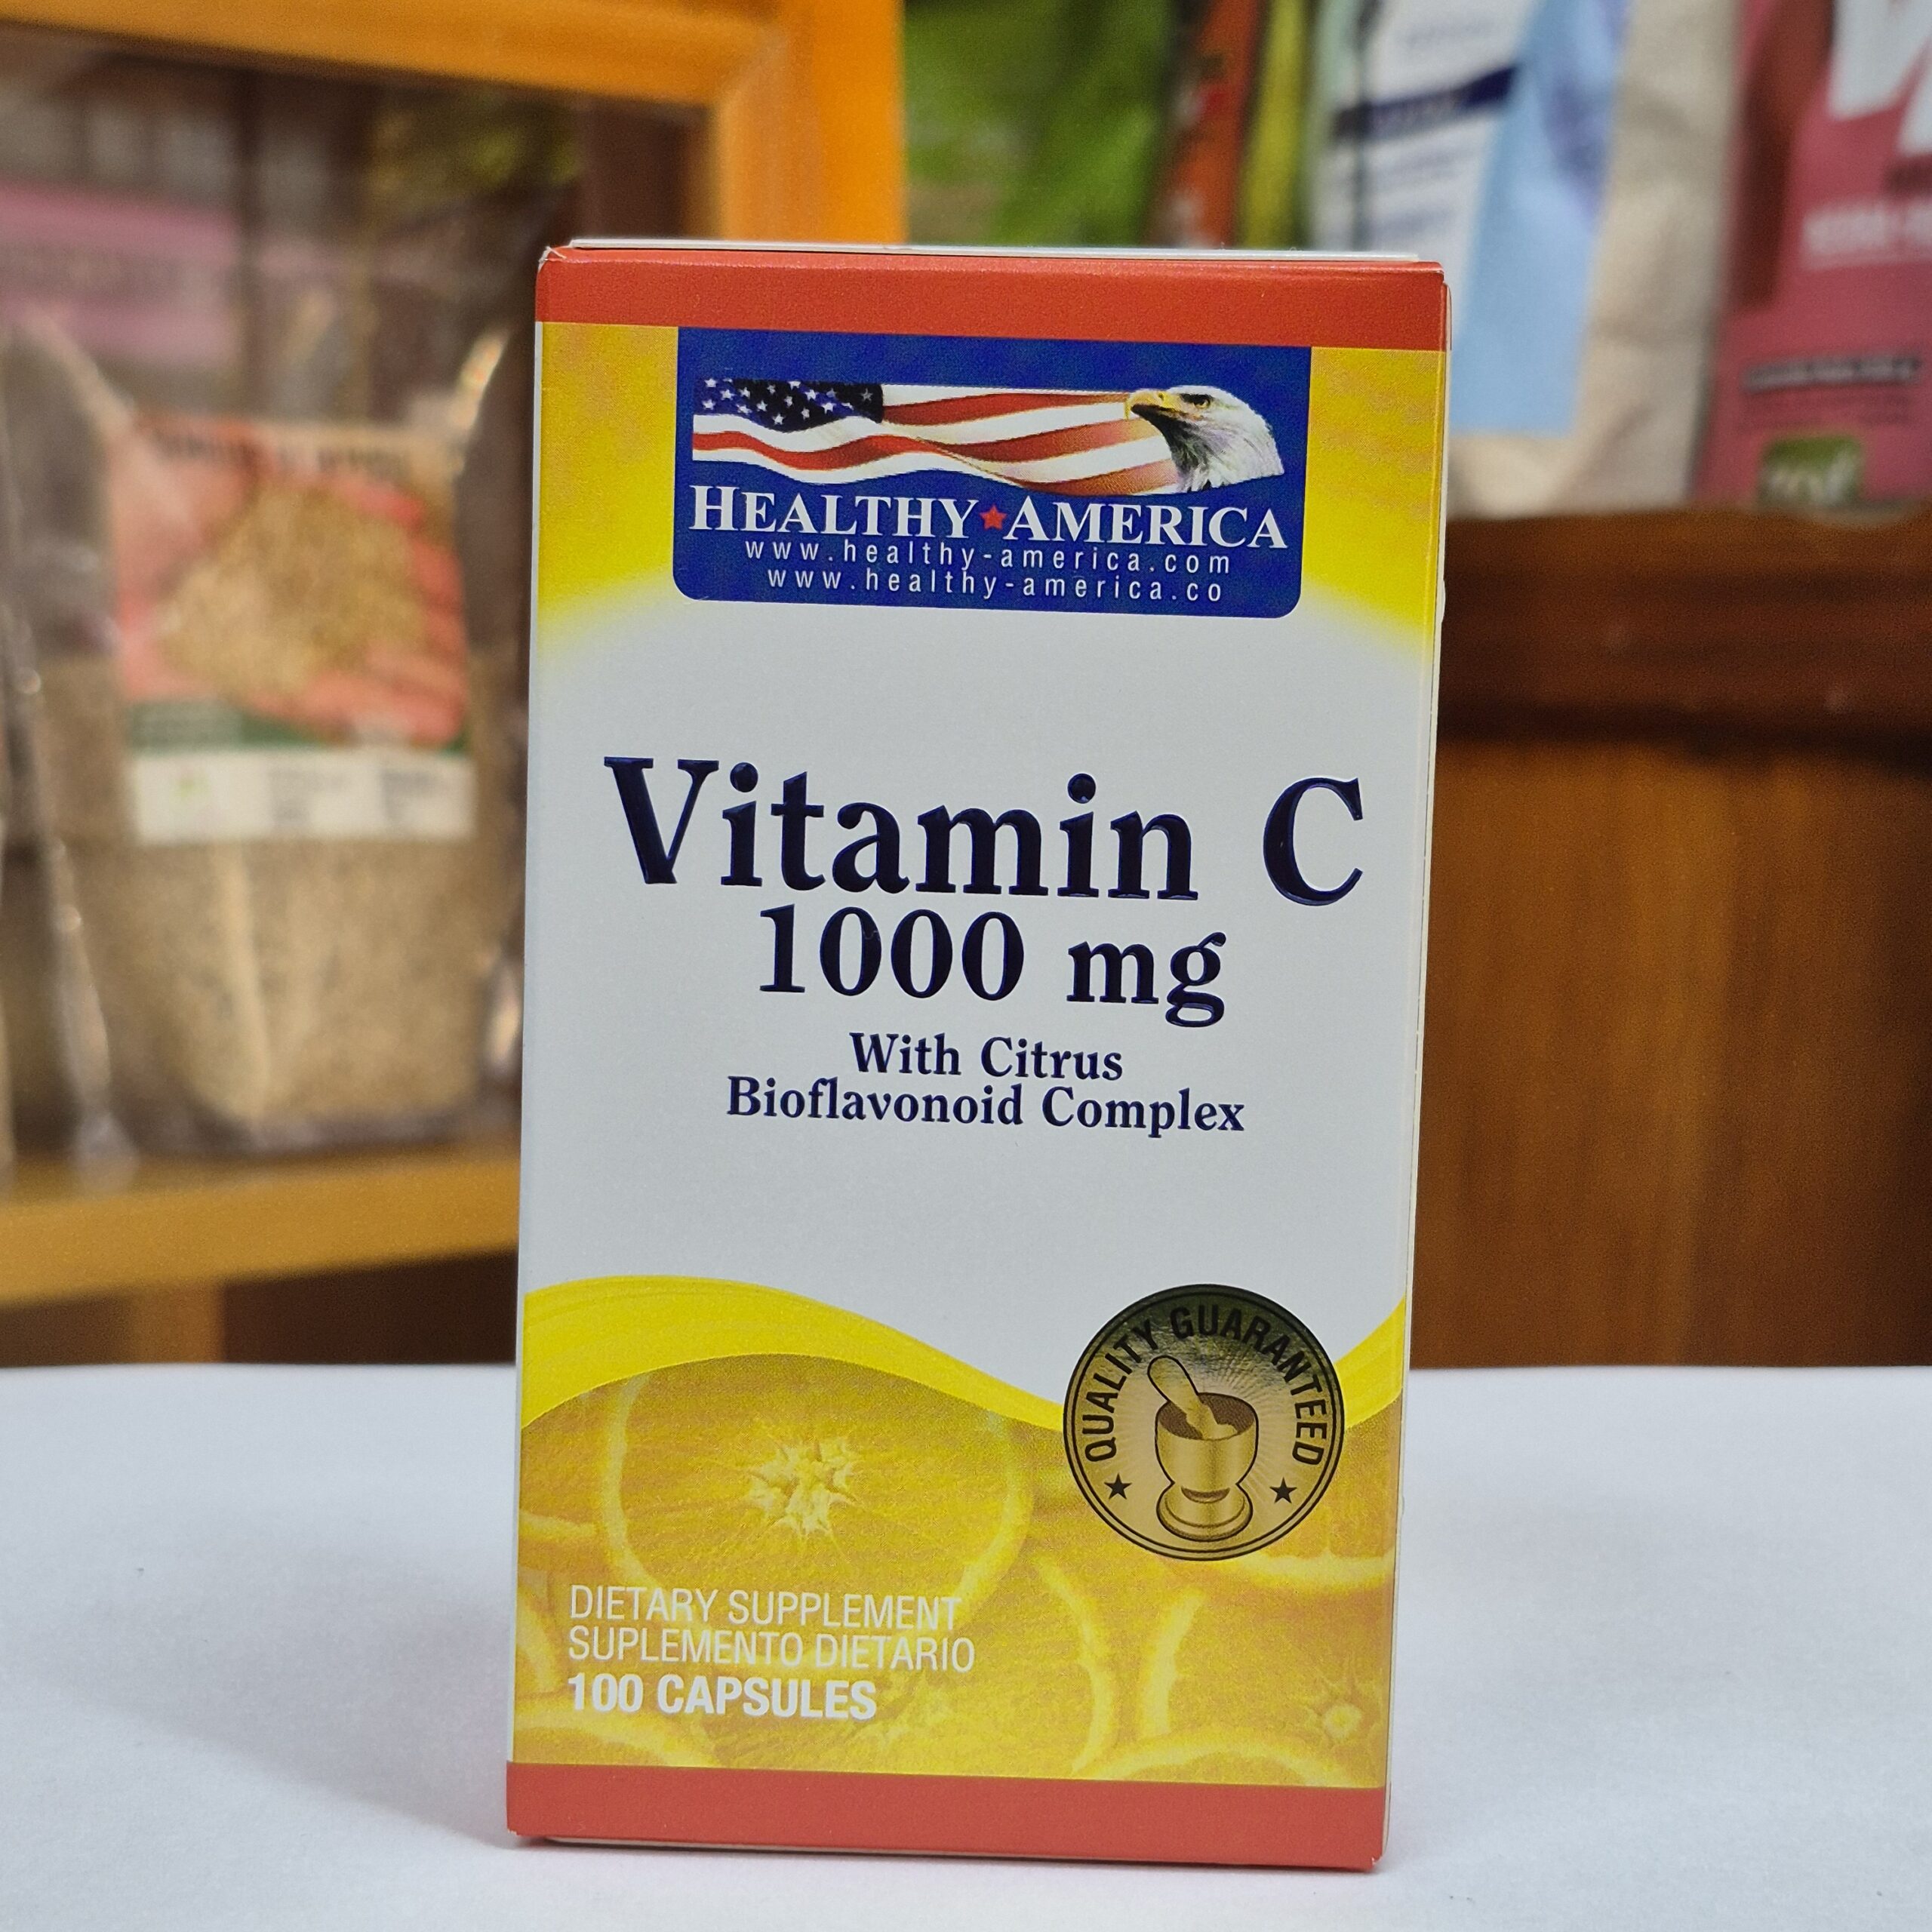 HEALTHY★AMERICA
www.healthy-america.com
www.healthy-america.co
Vitamin C
1000 mg
With Citrus
Bioflavonoid Complex
QUALITY GUARANTEED
DIETARY SUPPLEMENT
SUPLEMENTO DIETARIO
100 CAPSULES